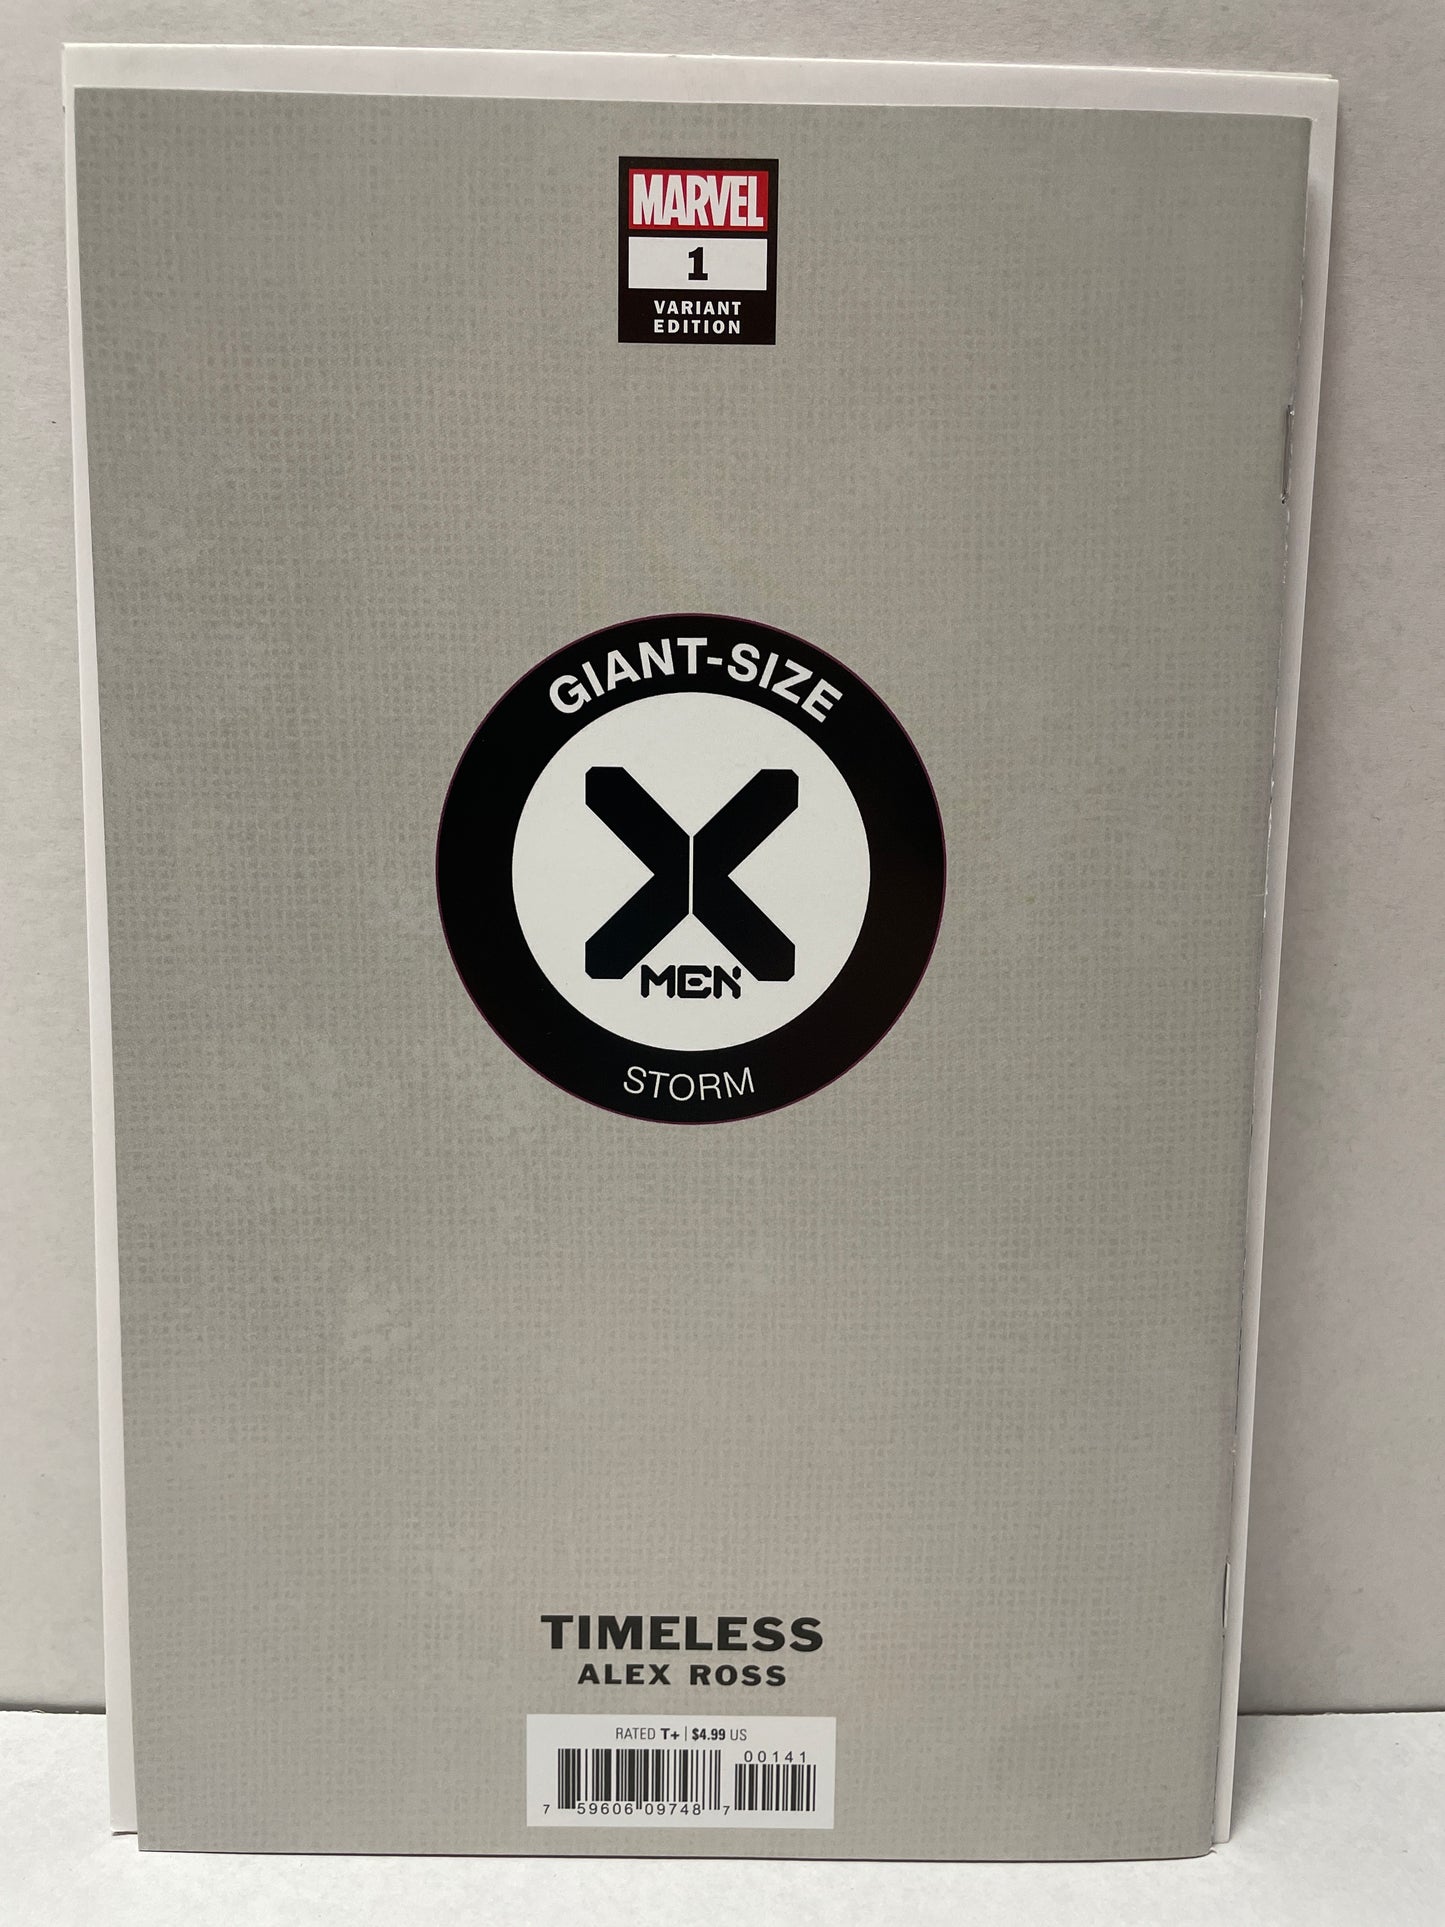 MARVEL
1
VARIANT
EDITION
GIANT-SIZE
X
MEN
STORM
TIMELESS
ALEX ROSS
RATED T+ | $4.99 US
00141
7 59606 09748 7